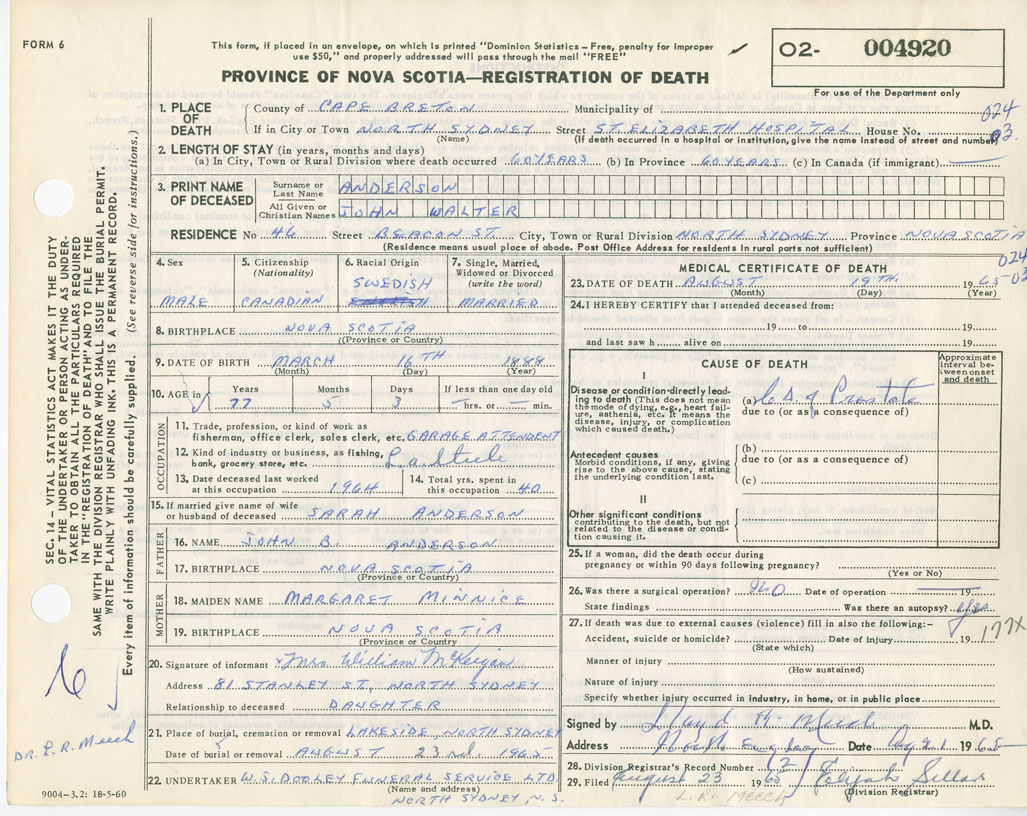 FORM 6
This form, if placed in an envelope, on which is printed "Dominion Statistics – Free, penalty for improper
use $50," and properly addressed will pass through the mail "FREE"
O2- 004920
PROVINCE OF NOVA SCOTIA—REGISTRATION OF DEATH
For use of the Department only
1. PLACE OF DEATH
County of CAPE BRETON Municipality of
024
If in City or Town NORTH SYDNEY Street ST. ELIZABETH HOSPITAL House No. 03.
(Name) (If death occurred in a hospital or institution, give the name instead of street and number)
2. LENGTH OF STAY (in years, months and days)
(a) In City, Town or Rural Division where death occurred 60 YEARS (b) In Province 60 YEARS (c) In Canada (if immigrant)
3. PRINT NAME OF DECEASED
Surname or Last Name ANDERSON
All Given or Christian Names JOHN WALTER
RESIDENCE No 46 Street BEACON ST. City, Town or Rural Division NORTH SYDNEY Province NOVA SCOTIA
(Residence means usual place of abode. Post Office Address for residents in rural parts not sufficient)
4. Sex
MALE
5. Citizenship
(Nationality)
CANADIAN
6. Racial Origin
SWEDISH
7. Single, Married,
Widowed or Divorced
(write the word)
MARRIED
8. BIRTHPLACE NOVA SCOTIA
(Province or Country)
9. DATE OF BIRTH MARCH 16TH 1888
(Month) (Day) (Year)
10. AGE in
Years Months Days If less than one day old
77 5 3 hrs. or min.
OCCUPATION
11. Trade, profession, or kind of work as
fisherman, office clerk, sales clerk, etc. GARAGE ATTENDENT
12. Kind of industry or business, as fishing,
bank, grocery store, etc.
13. Date deceased last worked
at this occupation 1964
14. Total yrs. spent in
this occupation 40
15. If married give name of wife
or husband of deceased SARAH ANDERSON
FATHER
16. NAME JOHN B. ANDERSON
17. BIRTHPLACE NOVA SCOTIA
(Province or Country)
MOTHER
18. MAIDEN NAME MARGARET MINNICE
19. BIRTHPLACE NOVA SCOTIA
(Province or Country)
20. Signature of informant x Mrs William McKeigan
Address 81 STANLEY ST, NORTH SYDNEY
Relationship to deceased DAUGHTER
21. Place of burial, cremation or removal LAKESIDE, NORTH SYDNEY
Date of burial or removal AUGUST 23rd. 1965
22. UNDERTAKER W.S. DOOLEY FUNERAL SERVICE LTD
(Name and address)
NORTH SYDNEY, N.S.
9004–3.2: 18-5-60
MEDICAL CERTIFICATE OF DEATH
024
23. DATE OF DEATH AUGUST 19TH 1965 03
(Month) (Day) (Year)
24. I HEREBY CERTIFY that I attended deceased from:
19 to 19
and last saw h alive on 19
CAUSE OF DEATH
Approximate interval between onset and death
I
Disease or condition directly leading
to death (This does not mean
the mode of dying, e.g., heart failure,
asthenia, etc. It means the
disease, injury, or complication
which caused death.)
(a) Ca of Prostate
due to (or as a consequence of)
Antecedent causes
Morbid conditions, if any, giving
rise to the above cause, stating
the underlying condition last.
(b)
due to (or as a consequence of)
(c)
II
Other significant conditions
contributing to the death, but not
related to the disease or condition
causing it.
25. If a woman, did the death occur during
pregnancy or within 90 days following pregnancy?
(Yes or No)
26. Was there a surgical operation? No Date of operation 19
State findings Was there an autopsy? Yes
27. If death was due to external causes (violence) fill in also the following:–
177X
Accident, suicide or homicide? Date of injury 19
(State which)
Manner of injury
(How sustained)
Nature of injury
Specify whether injury occurred in industry, in home, or in public place
Signed by Lloyd R. Meech M.D.
Address North Sydney Date Aug 21 1965
28. Division Registrar's Record Number 121
29. Filed August 23 1965 Elijah Sellars
(Division Registrar)
L.R. MEECH
SEC. 14 – VITAL STATISTICS ACT MAKES IT THE DUTY
OF THE UNDERTAKER OR PERSON ACTING AS UNDER-
TAKER TO OBTAIN ALL THE PARTICULARS REQUIRED
IN THE "REGISTRATION OF DEATH" AND TO FILE THE
SAME WITH THE DIVISION REGISTRAR WHO SHALL ISSUE THE BURIAL PERMIT.
WRITE PLAINLY WITH UNFADING INK. THIS IS A PERMANENT RECORD.
Every item of information should be carefully supplied. (See reverse side for instructions.)
DR. L.R. Meech